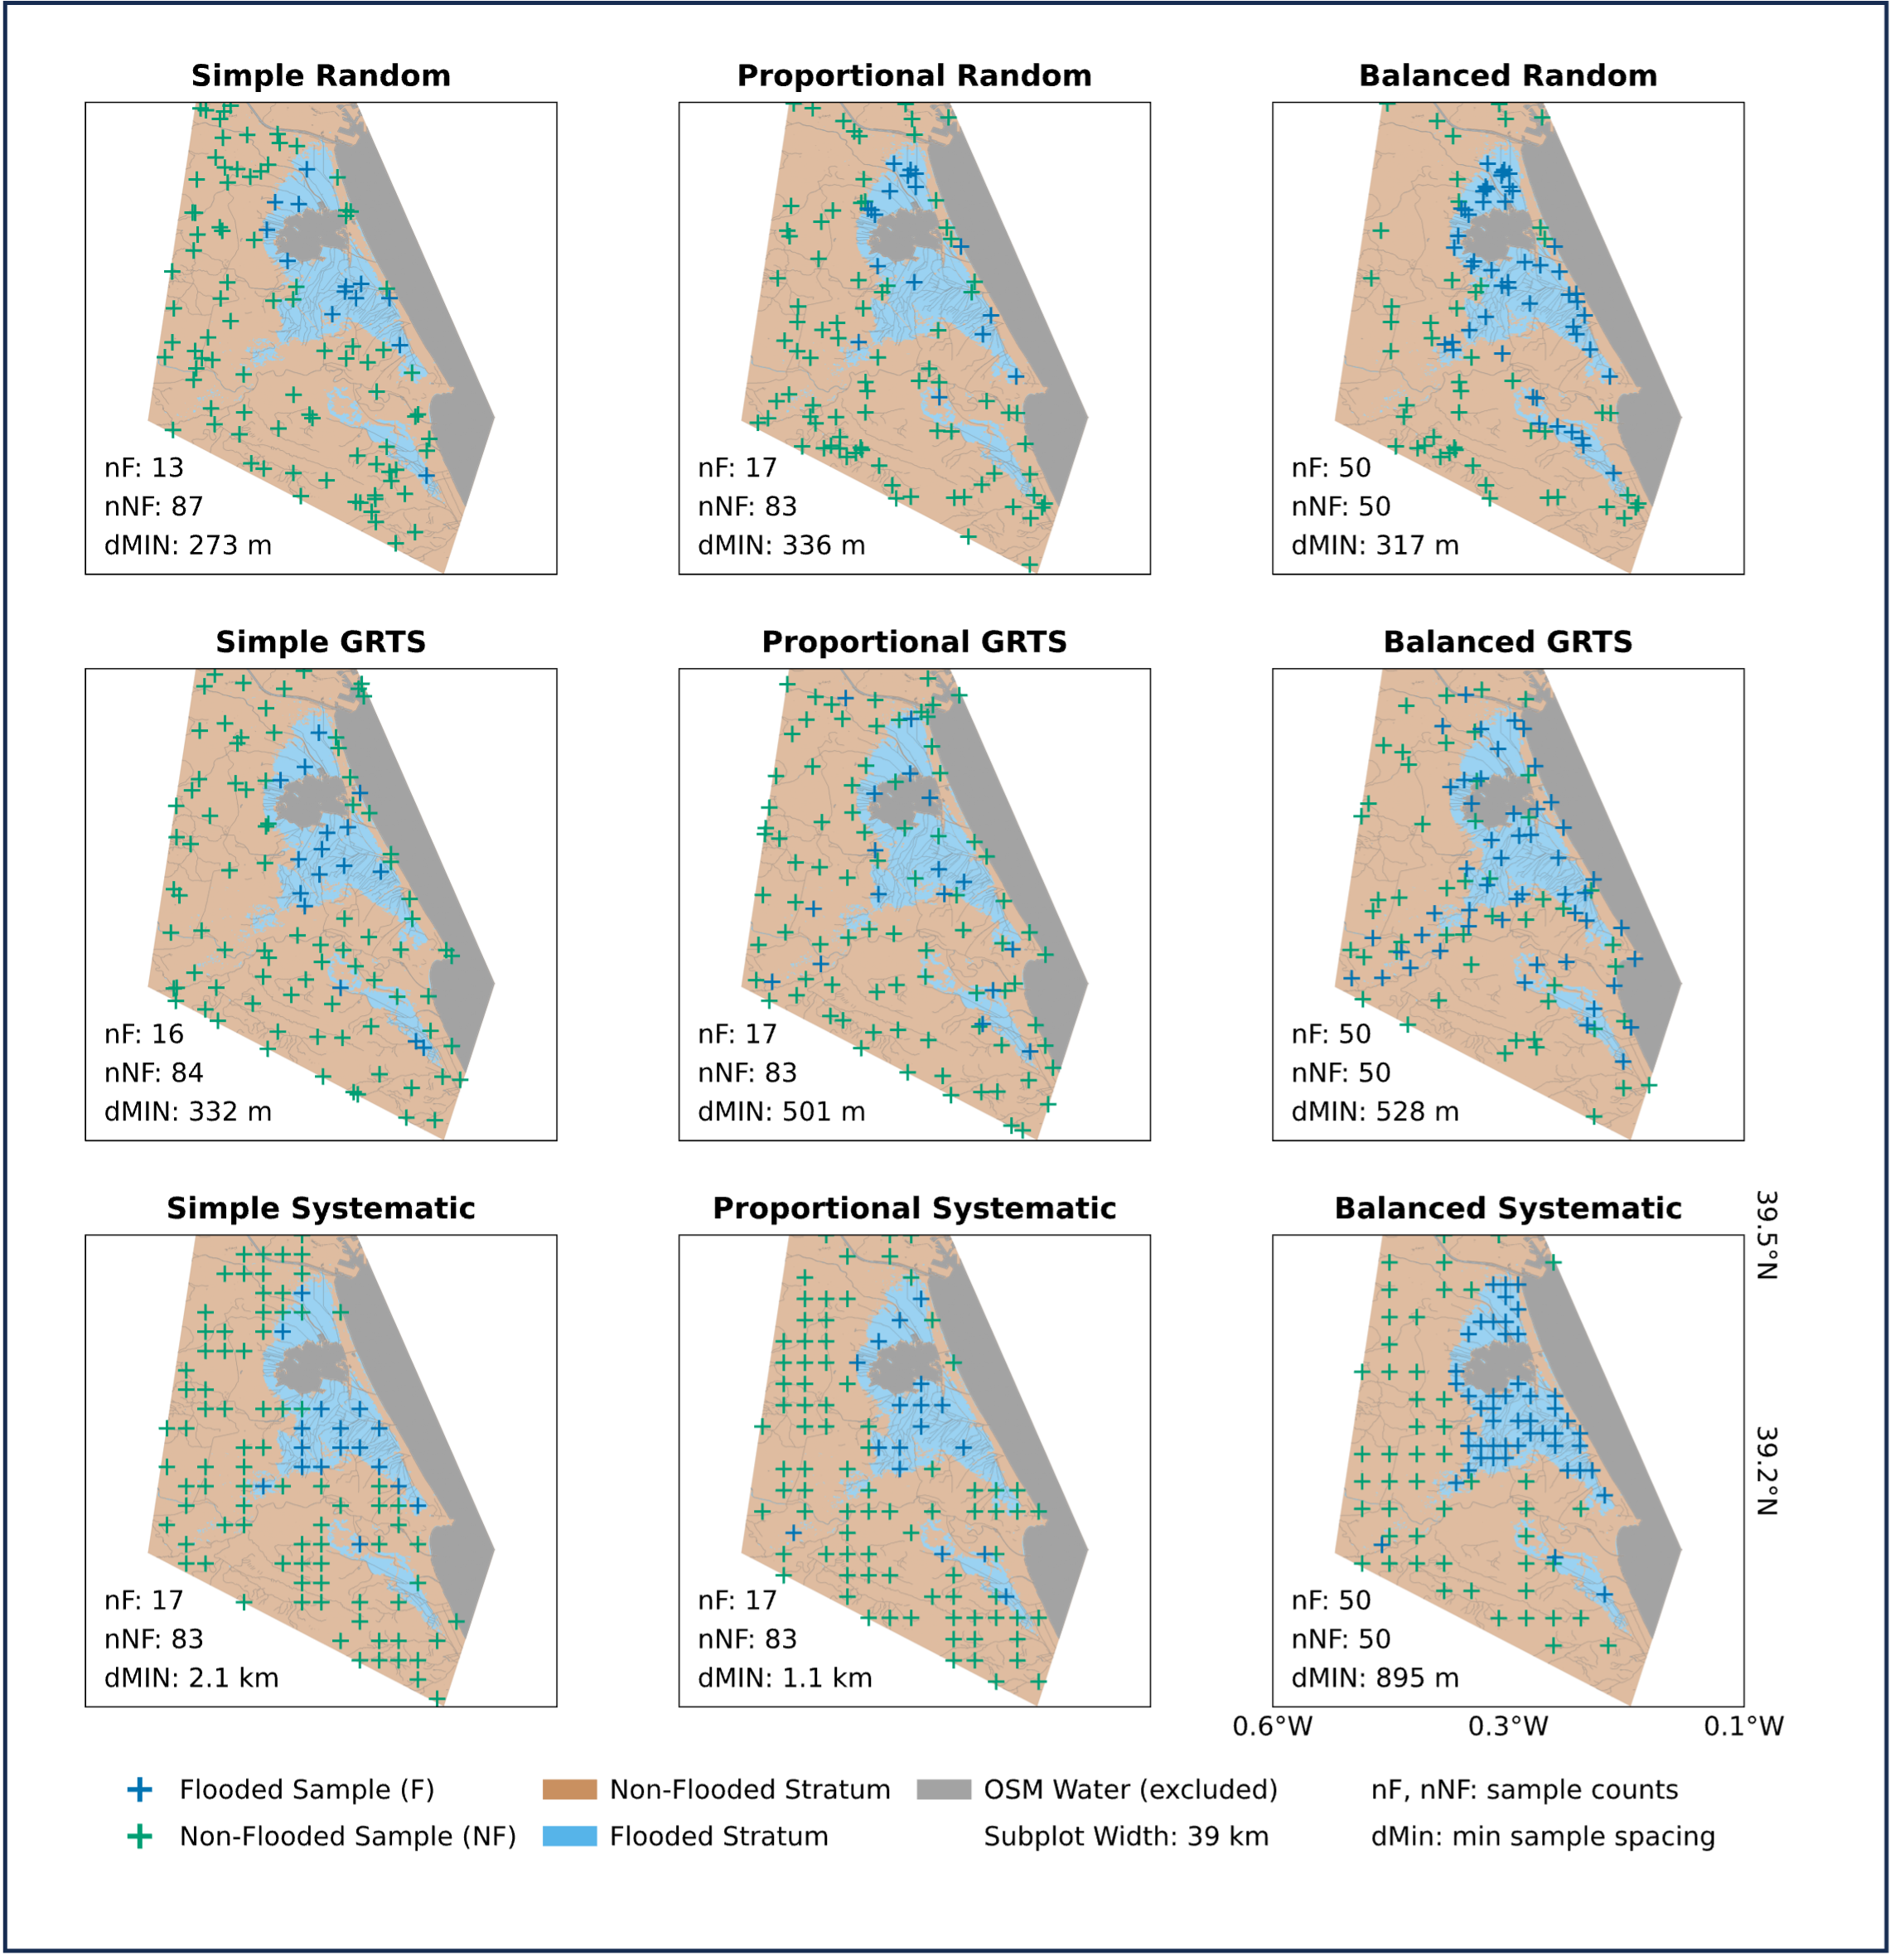 Simple Random
Proportional Random
Balanced Random
nF: 13
nNF: 87
dMIN: 273 m
nF: 17
nNF: 83
dMIN: 336 m
nF: 50
nNF: 50
dMIN: 317 m
Simple GRTS
Proportional GRTS
Balanced GRTS
nF: 16
nNF: 84
dMIN: 332 m
nF: 17
nNF: 83
dMIN: 501 m
nF: 50
nNF: 50
dMIN: 528 m
Simple Systematic
Proportional Systematic
Balanced Systematic
39.5°N
39.2°N
nF: 17
nNF: 83
dMIN: 2.1 km
nF: 17
nNF: 83
dMIN: 1.1 km
nF: 50
nNF: 50
dMIN: 895 m
0.6°W 0.3°W 0.1°W
Flooded Sample (F)
Non-Flooded Sample (NF)
Non-Flooded Stratum
Flooded Stratum
OSM Water (excluded)
Subplot Width: 39 km
nF, nNF: sample counts
dMin: min sample spacing